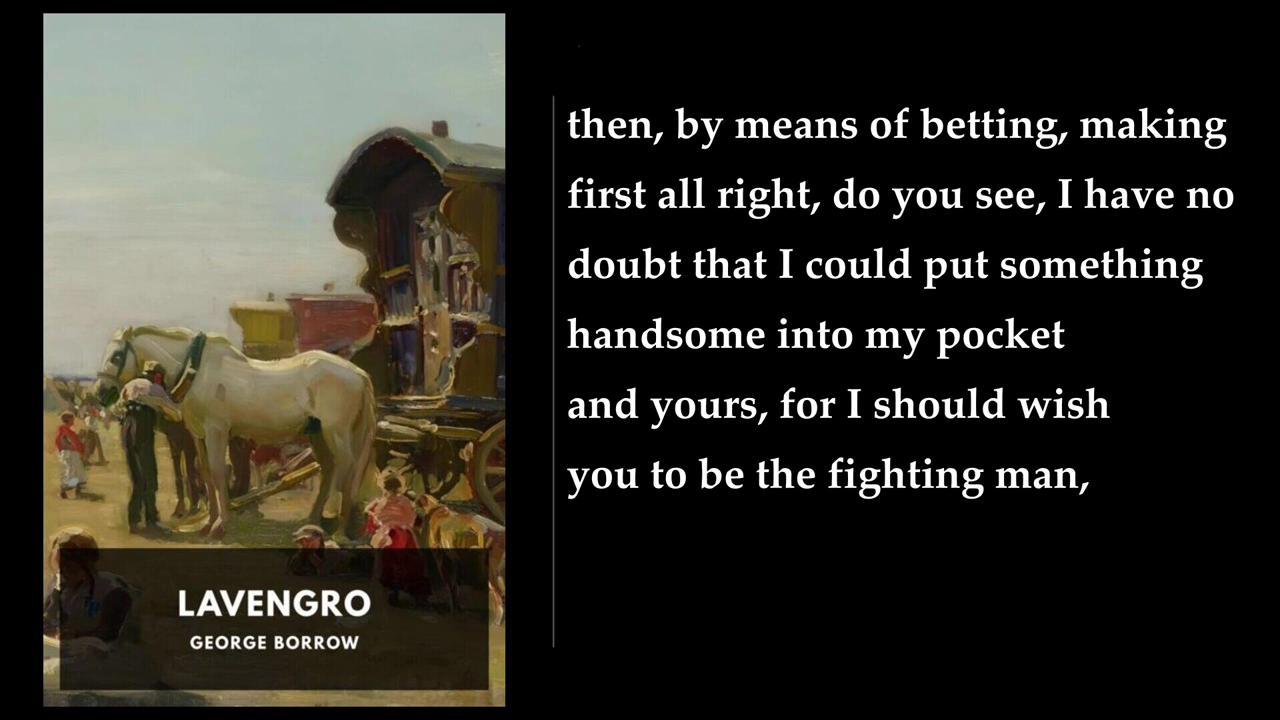 then, by means of betting, making
first all right, do you see, I have no
doubt that I could put something
handsome into my pocket
and yours, for I should wish
you to be the fighting man,
LAVENGRO
GEORGE BORROW